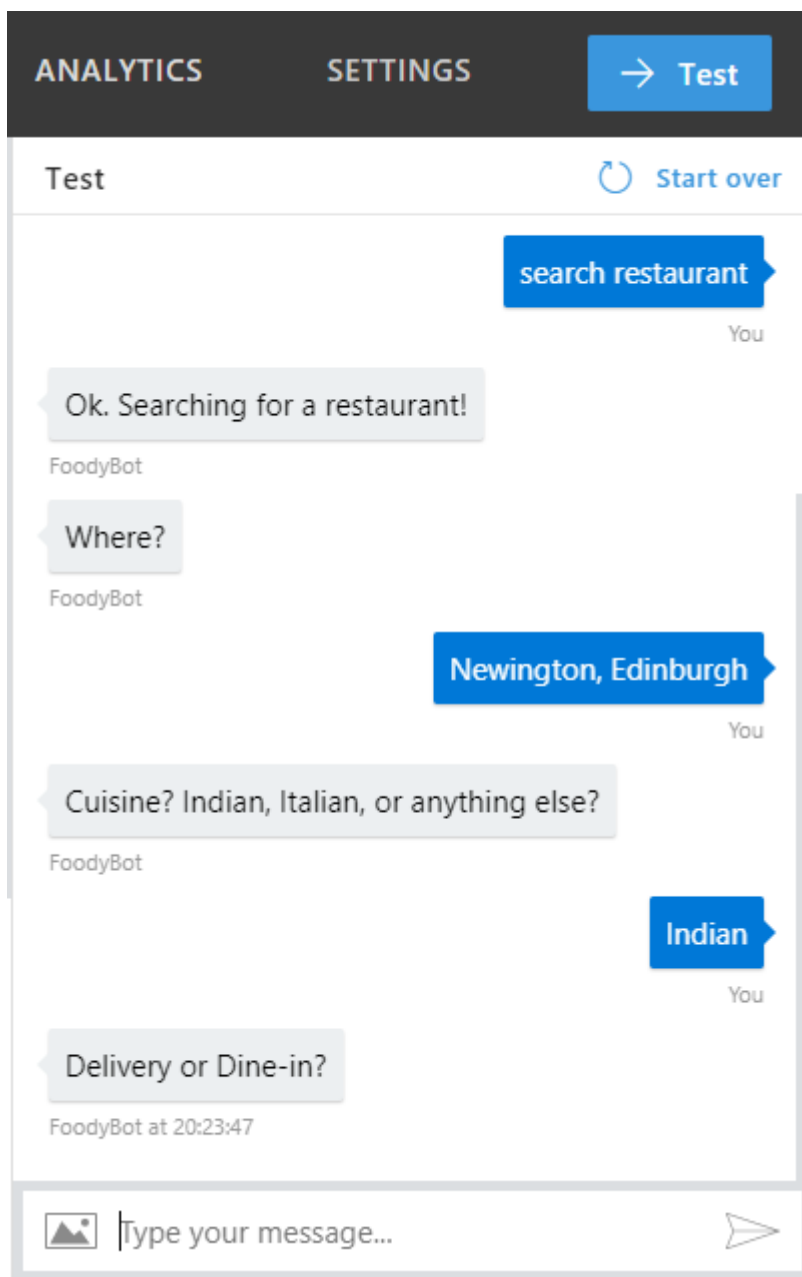 ANALYTICS SETTINGS → Test
Test Start over
search restaurant
You
Ok. Searching for a restaurant!
FoodyBot
Where?
FoodyBot
Newington, Edinburgh
You
Cuisine? Indian, Italian, or anything else?
FoodyBot
Indian
You
Delivery or Dine-in?
FoodyBot at 20:23:47
Type your message...